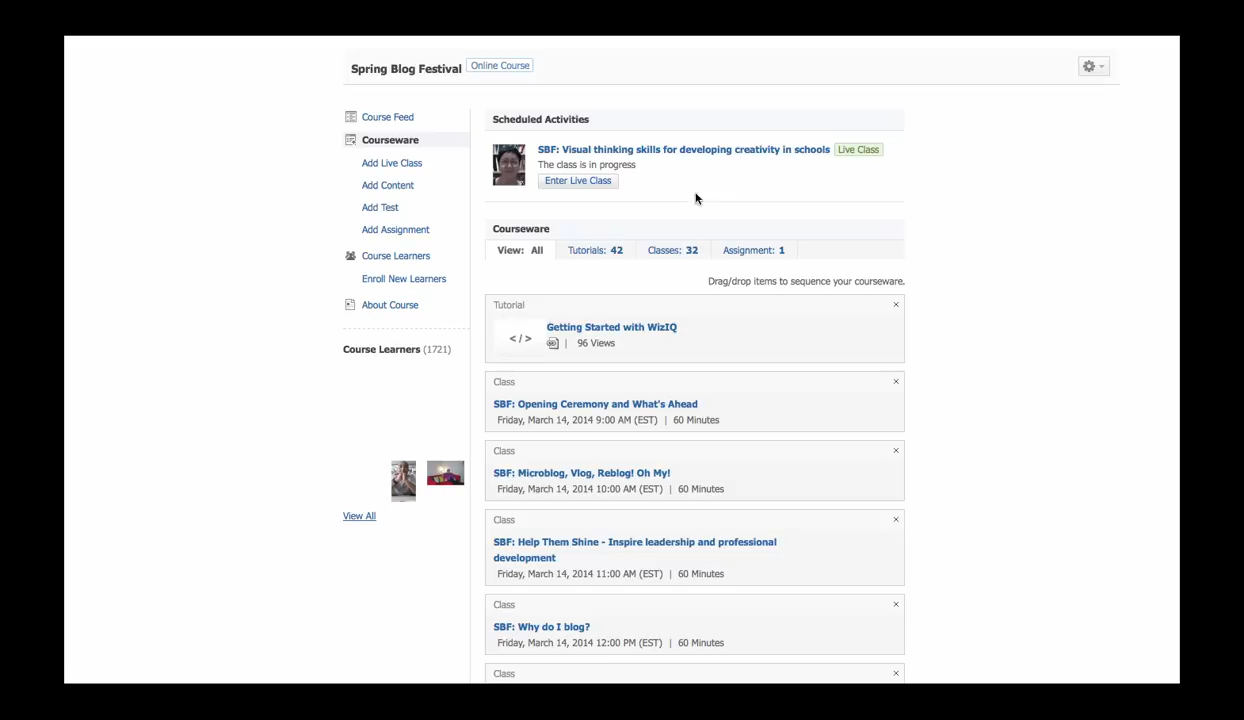 Spring Blog Festival Online Course
Course Feed
Courseware
Add Live Class
Add Content
Add Test
Add Assignment
Course Learners
Enroll New Learners
About Course
Course Learners (1721)
View All
Scheduled Activities
SBF: Visual thinking skills for developing creativity in schools Live Class
The class is in progress
Enter Live Class
Courseware
View: All Tutorials: 42 Classes: 32 Assignment: 1
Drag/drop items to sequence your courseware.
Tutorial
</>
Getting Started with WizIQ
| 96 Views
Class
SBF: Opening Ceremony and What's Ahead
Friday, March 14, 2014 9:00 AM (EST) | 60 Minutes
Class
SBF: Microblog, Vlog, Reblog! Oh My!
Friday, March 14, 2014 10:00 AM (EST) | 60 Minutes
Class
SBF: Help Them Shine - Inspire leadership and professional
development
Friday, March 14, 2014 11:00 AM (EST) | 60 Minutes
Class
SBF: Why do I blog?
Friday, March 14, 2014 12:00 PM (EST) | 60 Minutes
Class